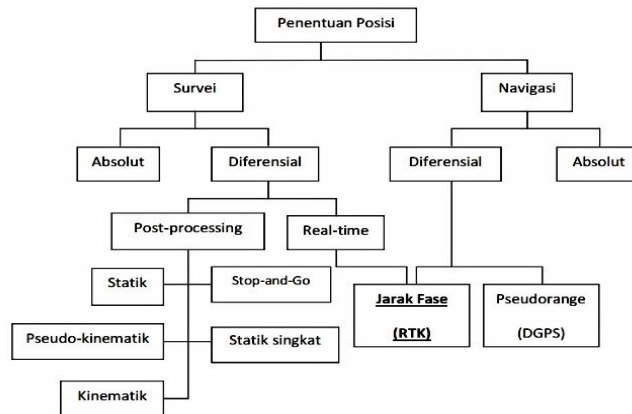 Penentuan Posisi
Survei
Navigasi
Absolut
Diferensial
Diferensial
Absolut
Post-processing
Real-time
Statik
Stop-and-Go
Jarak Fase
(RTK)
Pseudorange
(DGPS)
Pseudo-kinematik
Statik singkat
Kinematik